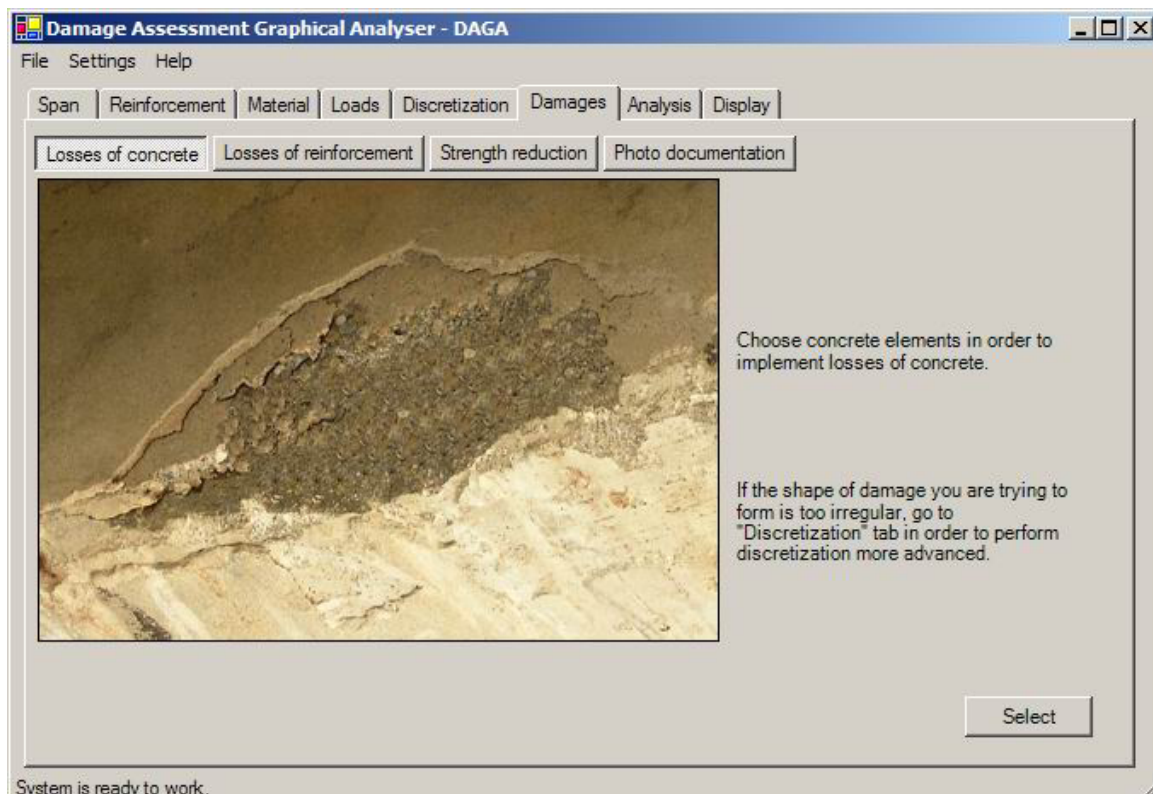 Damage Assessment Graphical Analyser - DAGA
File Settings Help
Span Reinforcement Material Loads Discretization Damages Analysis Display
Losses of concrete Losses of reinforcement Strength reduction Photo documentation
Choose concrete elements in order to
implement losses of concrete.
If the shape of damage you are trying to
form is too irregular, go to
"Discretization" tab in order to perform
discretization more advanced.
Select
System is ready to work.